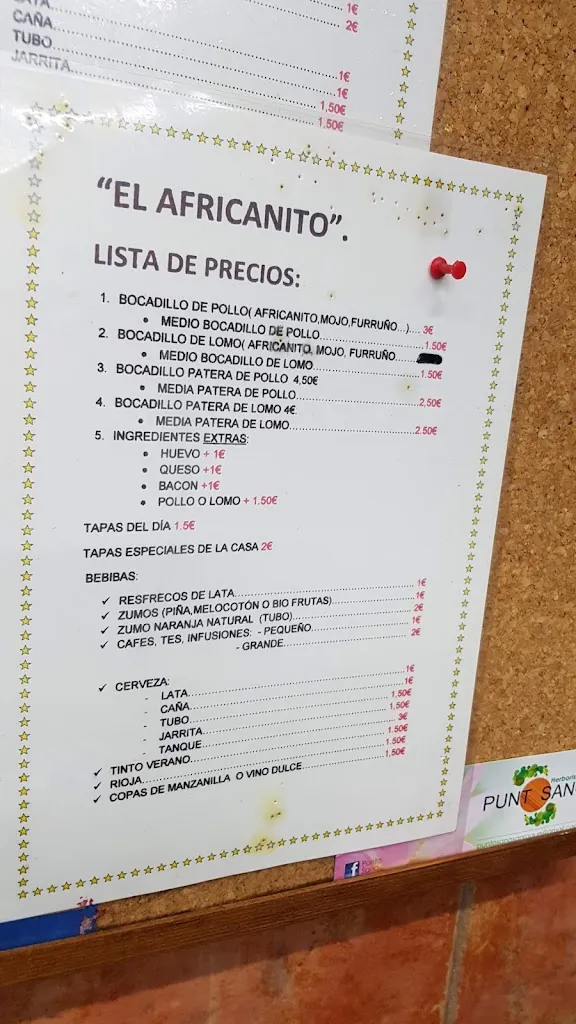 CAÑA
TUBO
JARRITA
1€
2€
1€
1€
1,50€
1.50€
"EL AFRICANITO".
LISTA DE PRECIOS:
1. BOCADILLO DE POLLO( AFRICANITO,MOJO,FURRUÑO...)... 3€
• MEDIO BOCADILLO DE POLLO 1.50€
2. BOCADILLO DE LOMO( AFRICANITO, MOJO, FURRUÑO
• MEDIO BOCADILLO DE LOMO 1.50€
3. BOCADILLO PATERA DE POLLO 4,50€
• MEDIA PATERA DE POLLO 2,50€
4. BOCADILLO PATERA DE LOMO 4€
• MEDIA PATERA DE LOMO 2.50€
5. INGREDIENTES EXTRAS:
• HUEVO + 1€
• QUESO +1€
• BACON +1€
• POLLO O LOMO + 1.50€
TAPAS DEL DÍA 1.5€
TAPAS ESPECIALES DE LA CASA 2€
BEBIBAS:
✓ RESFRECOS DE LATA 1€
✓ ZUMOS (PIÑA,MELOCOTÓN O BIO FRUTAS) 1€
✓ ZUMO NARANJA NATURAL (TUBO) 2€
✓ CAFES, TES, INFUSIONES: - PEQUEÑO 1€
- GRANDE 2€
✓ CERVEZA:
- LATA 1€
- CAÑA 1€
- TUBO 1,50€
- JARRITA 1,50€
- TANQUE 3€
✓ TINTO VERANO 1.50€
✓ RIOJA 1.50€
✓ COPAS DE MANZANILLA O VINO DULCE 1,50€
PUNT SAN